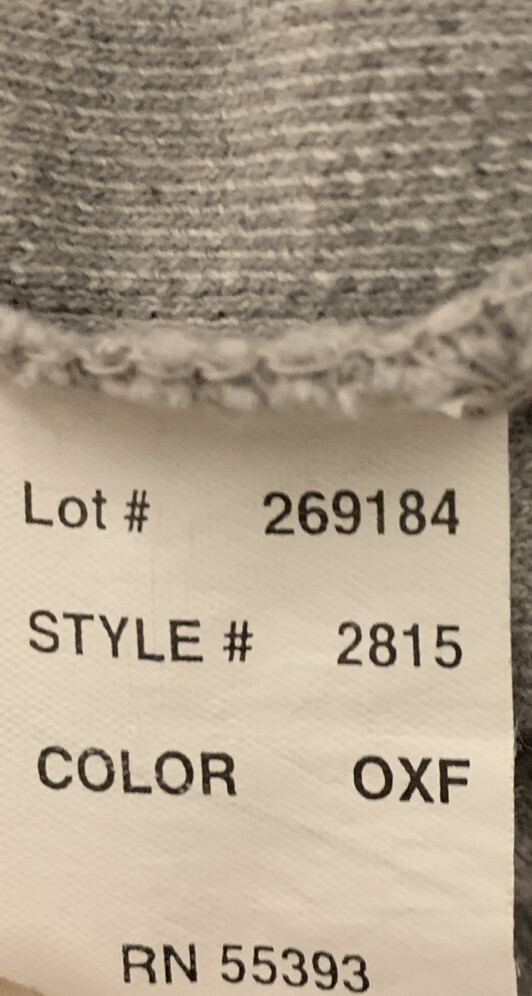 Lot # 269184
STYLE # 2815
COLOR OXF
RN 55393